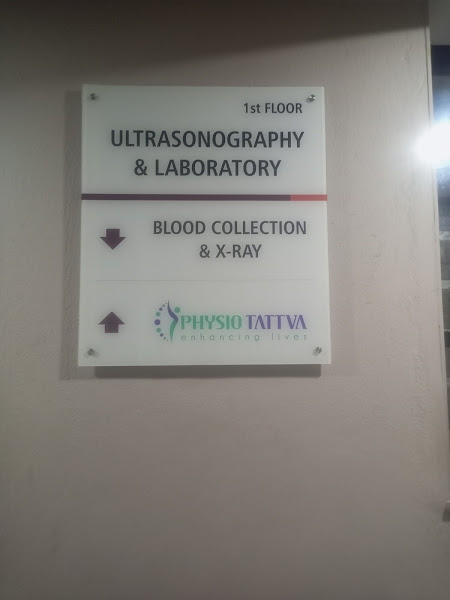 1st FLOOR
ULTRASONOGRAPHY
& LABORATORY
BLOOD COLLECTION
& X-RAY
PHYSIO TATTVA
enhancing lives